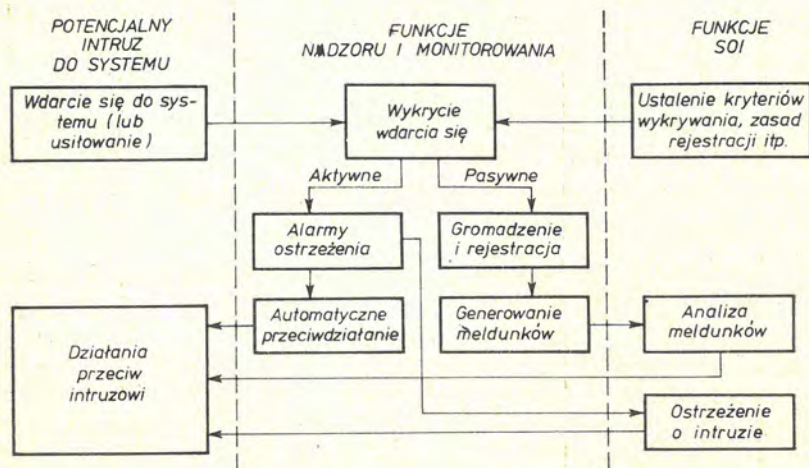 POTENCJALNY
INTRUZ
DO SYSTEMU
FUNKCJE
NADZORU I MONITOROWANIA
FUNKCJE
SOI
Wdarcie się do sys-
temu (lub
usiłowanie)
Wykrycie
wdarcia się
Ustalenie kryteriów
wykrywania, zasad
rejestracji itp.
Aktywne
Pasywne
Alarmy
ostrzeżenia
Gromadzenie
i rejestracja
Automatyczne
przeciwdziałanie
Generowanie
meldunków
Analiza
meldunków
Działania
przeciw
intruzowi
Ostrzeżenie
o intruzie